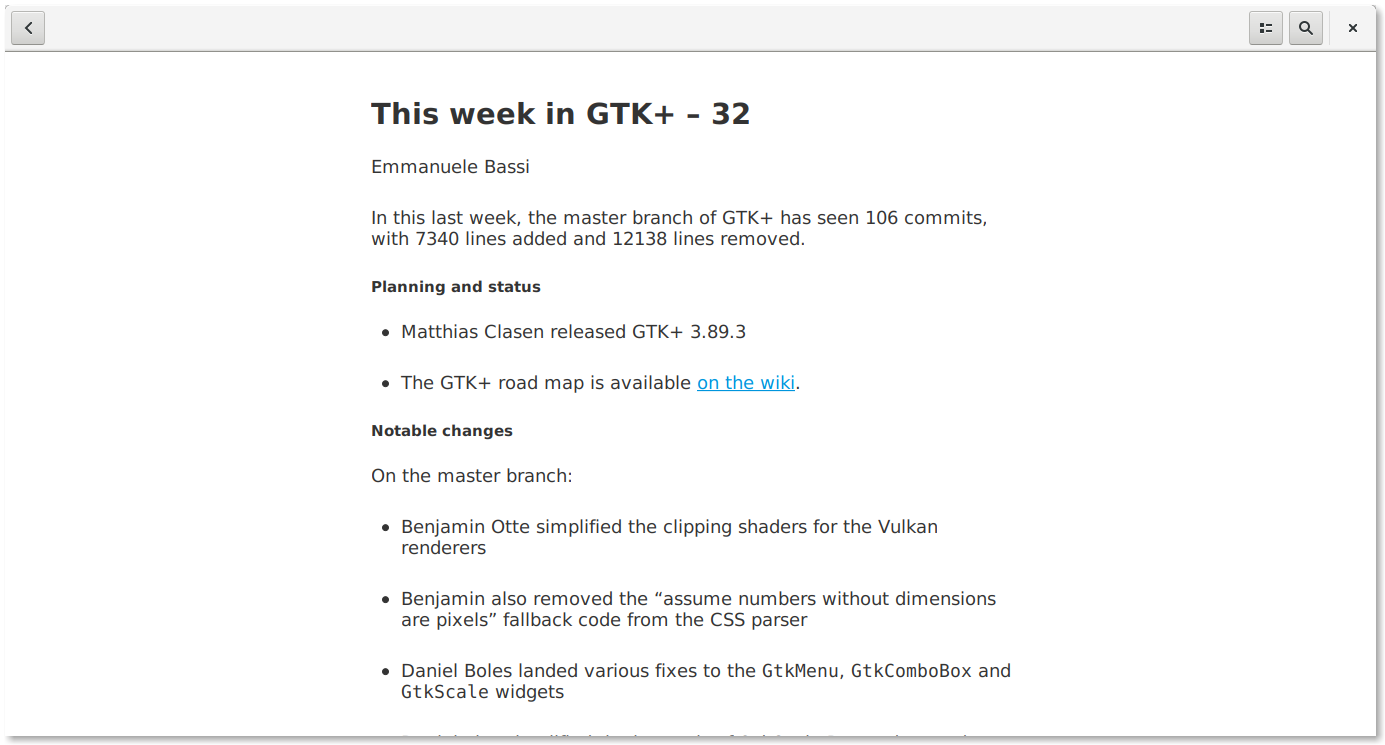 This week in GTK+ – 32
Emmanuele Bassi
In this last week, the master branch of GTK+ has seen 106 commits,
with 7340 lines added and 12138 lines removed.
Planning and status
• Matthias Clasen released GTK+ 3.89.3
• The GTK+ road map is available on the wiki.
Notable changes
On the master branch:
• Benjamin Otte simplified the clipping shaders for the Vulkan
renderers
• Benjamin also removed the “assume numbers without dimensions
are pixels” fallback code from the CSS parser
• Daniel Boles landed various fixes to the GtkMenu, GtkComboBox and
GtkScale widgets